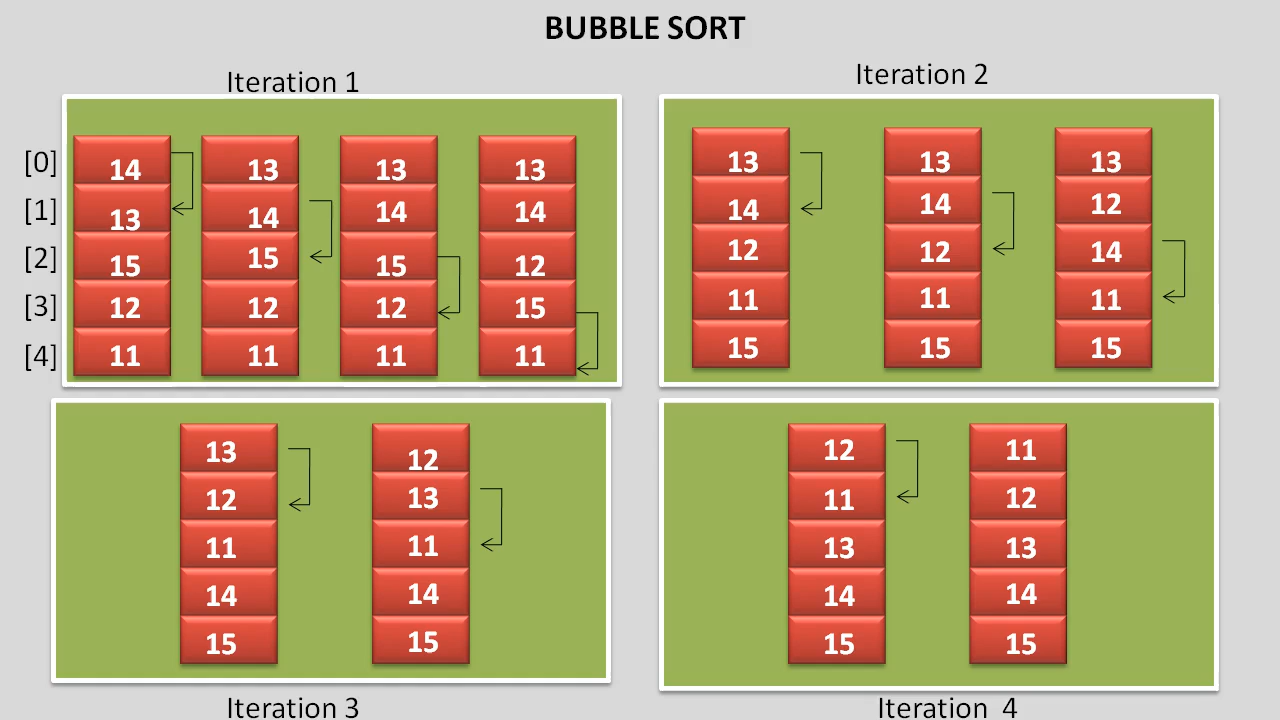 BUBBLE SORT
Iteration 1
[0] 14 13 13 13
[1] 13 14 14 14
[2] 15 15 15 12
[3] 12 12 12 15
[4] 11 11 11 11
Iteration 2
13 13 13
14 14 12
12 12 14
11 11 11
15 15 15
13 12
12 13
11 11
14 14
15 15
Iteration 3
12 11
11 12
13 13
14 14
15 15
Iteration 4